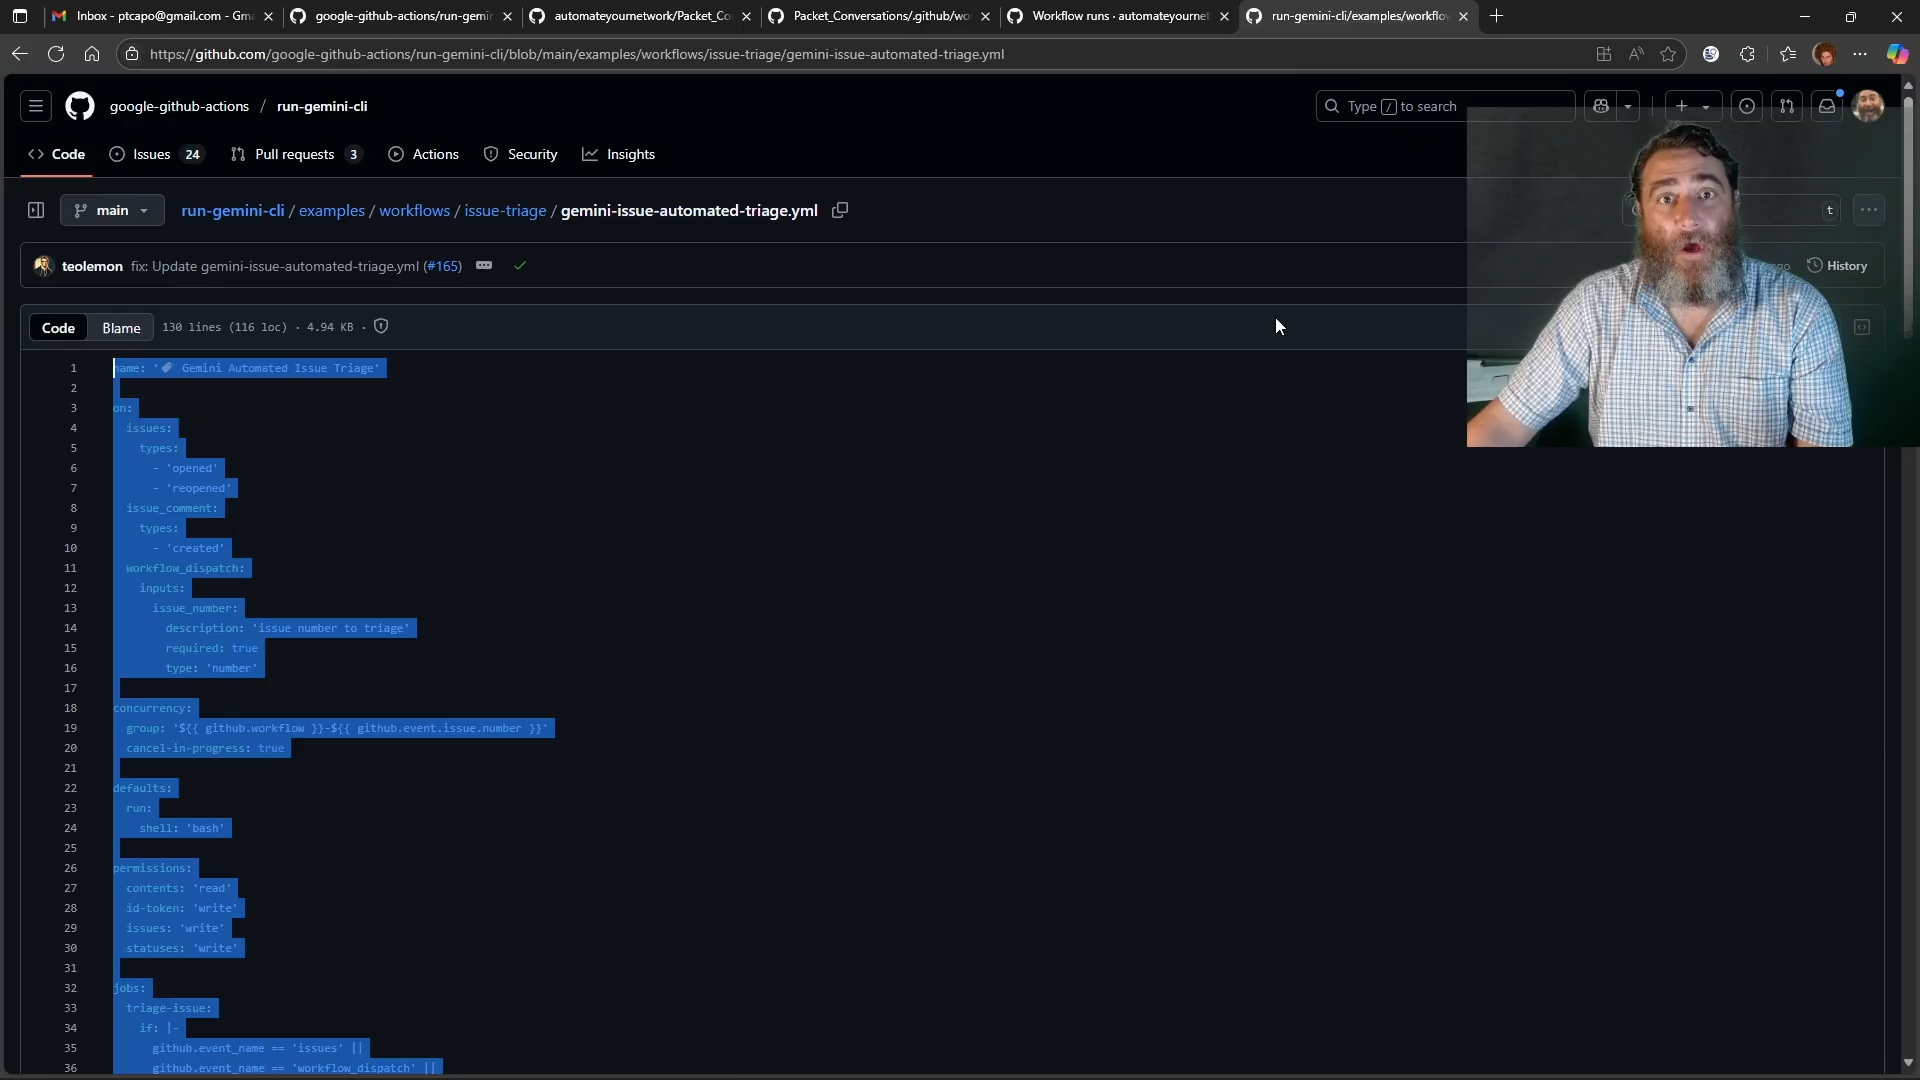 Inbox - ptcapo@gmail.com - Gma
google-github-actions/run-gemin
automateyournetwork/Packet_Co
Packet_Conversations/.github/wo
Workflow runs · automateyournet
run-gemini-cli/examples/workflow
https://github.com/google-github-actions/run-gemini-cli/blob/main/examples/workflows/issue-triage/gemini-issue-automated-triage.yml
google-github-actions / run-gemini-cli
Type / to search
Code
Issues 24
Pull requests 3
Actions
Security
Insights
main
run-gemini-cli / examples / workflows / issue-triage / gemini-issue-automated-triage.yml
t
teolemon fix: Update gemini-issue-automated-triage.yml (#165)
ago
History
Code Blame 130 lines (116 loc) · 4.94 KB ·
1 name: ' Gemini Automated Issue Triage'
2
3 on:
4 issues:
5 types:
6 - 'opened'
7 - 'reopened'
8 issue_comment:
9 types:
10 - 'created'
11 workflow_dispatch:
12 inputs:
13 issue_number:
14 description: 'issue number to triage'
15 required: true
16 type: 'number'
17
18 concurrency:
19 group: '${{ github.workflow }}-${{ github.event.issue.number }}'
20 cancel-in-progress: true
21
22 defaults:
23 run:
24 shell: 'bash'
25
26 permissions:
27 contents: 'read'
28 id-token: 'write'
29 issues: 'write'
30 statuses: 'write'
31
32 jobs:
33 triage-issue:
34 if: |-
35 github.event_name == 'issues' ||
36 github.event_name == 'workflow_dispatch' ||